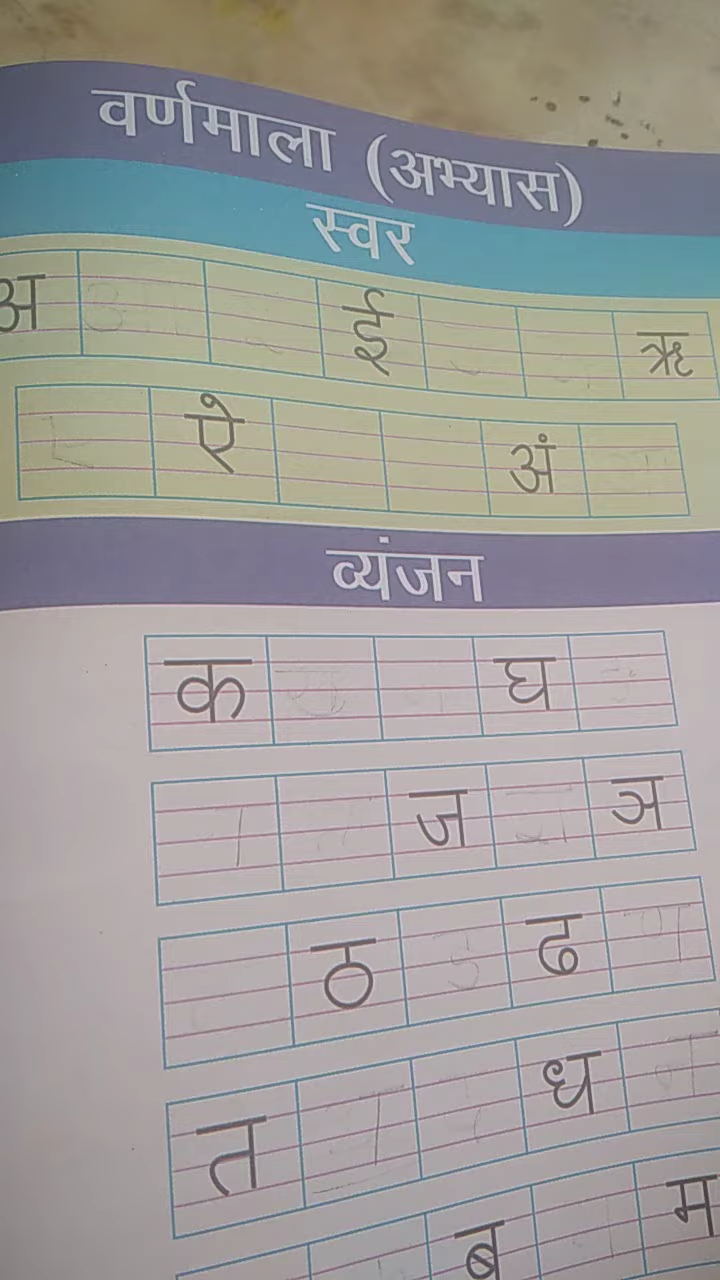 वर्णमाला (अभ्यास)
स्वर
अ ई ऋ
ऐ अं
व्यंजन
क घ
ज ञ
ठ ढ
त ध
ब म